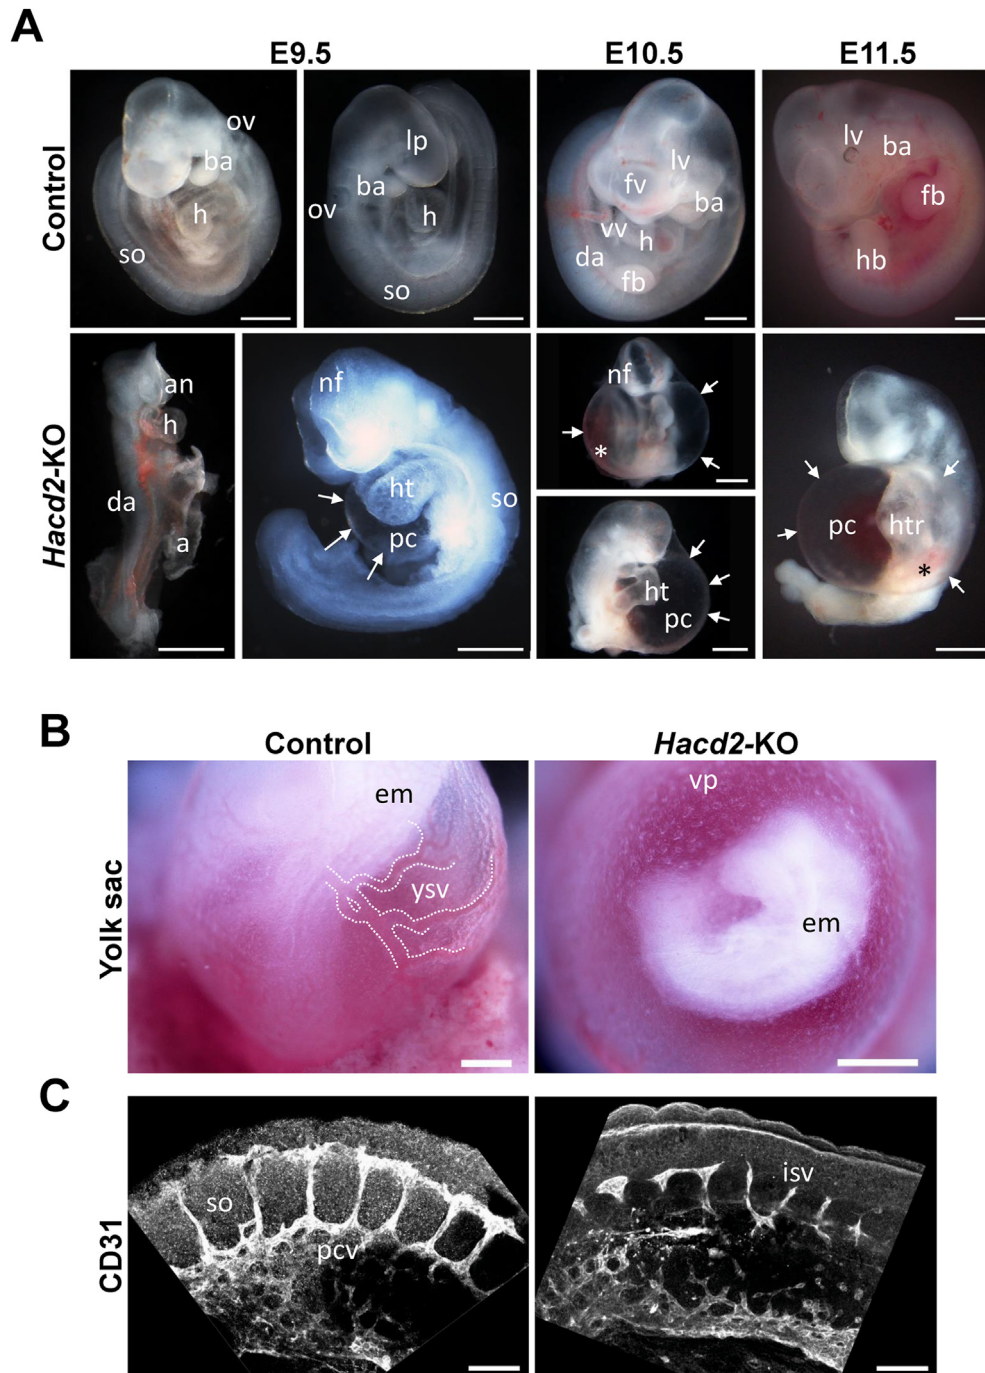 A
E9.5 E10.5 E11.5
Control
ov
ba
h
so
lp
ba
h
ov
so
lv
fv
ba
vv
h
da
fb
lv
ba
fb
hb
Hacd2-KO
an
h
da
a
nf
ht
so
pc
nf
*
ht
pc
pc
htr
*
B
Control Hacd2-KO
Yolk sac
em
ysv
vp
em
C
CD31
so
pcv
isv